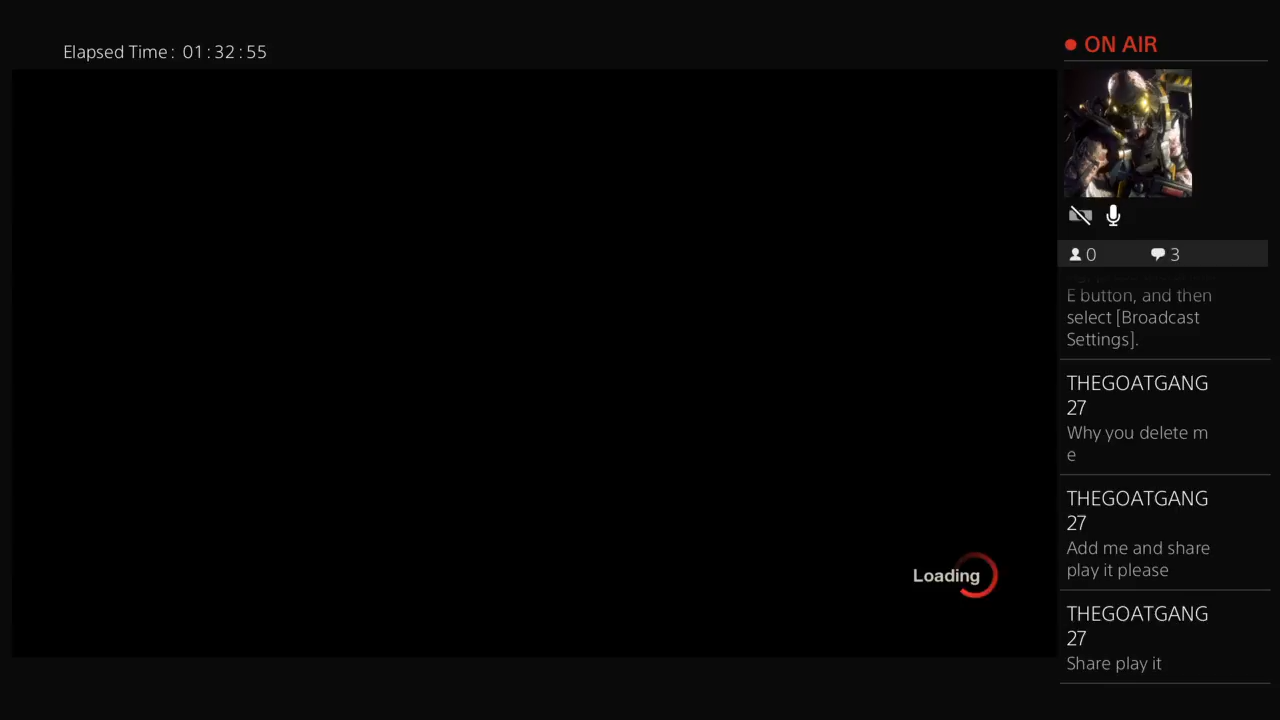 Elapsed Time: 01:32:55
ON AIR
0 3
E button, and then
select [Broadcast
Settings].
THEGOATGANG
27
Why you delete m
e
THEGOATGANG
27
Add me and share
play it please
THEGOATGANG
27
Share play it
Loading